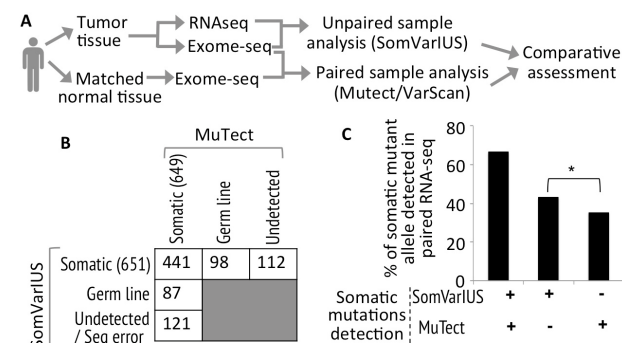 A
Tumor
tissue
RNAseq
Exome-seq
Matched
normal tissue
Exome-seq
Unpaired sample
analysis (SomVarIUS)
Paired sample analysis
(Mutect/VarScan)
Comparative
assessment
B
MuTect
Somatic (649)
Germ line
Undetected
SomVarIUS
Somatic (651) 441 98 112
Germ line 87
Undetected 121
/ Seq error
C
% of somatic mutant
allele detected in
paired RNA-seq
80
60
40
20
0
*
Somatic
mutations
detection
SomVarIUS + + -
MuTect + - +